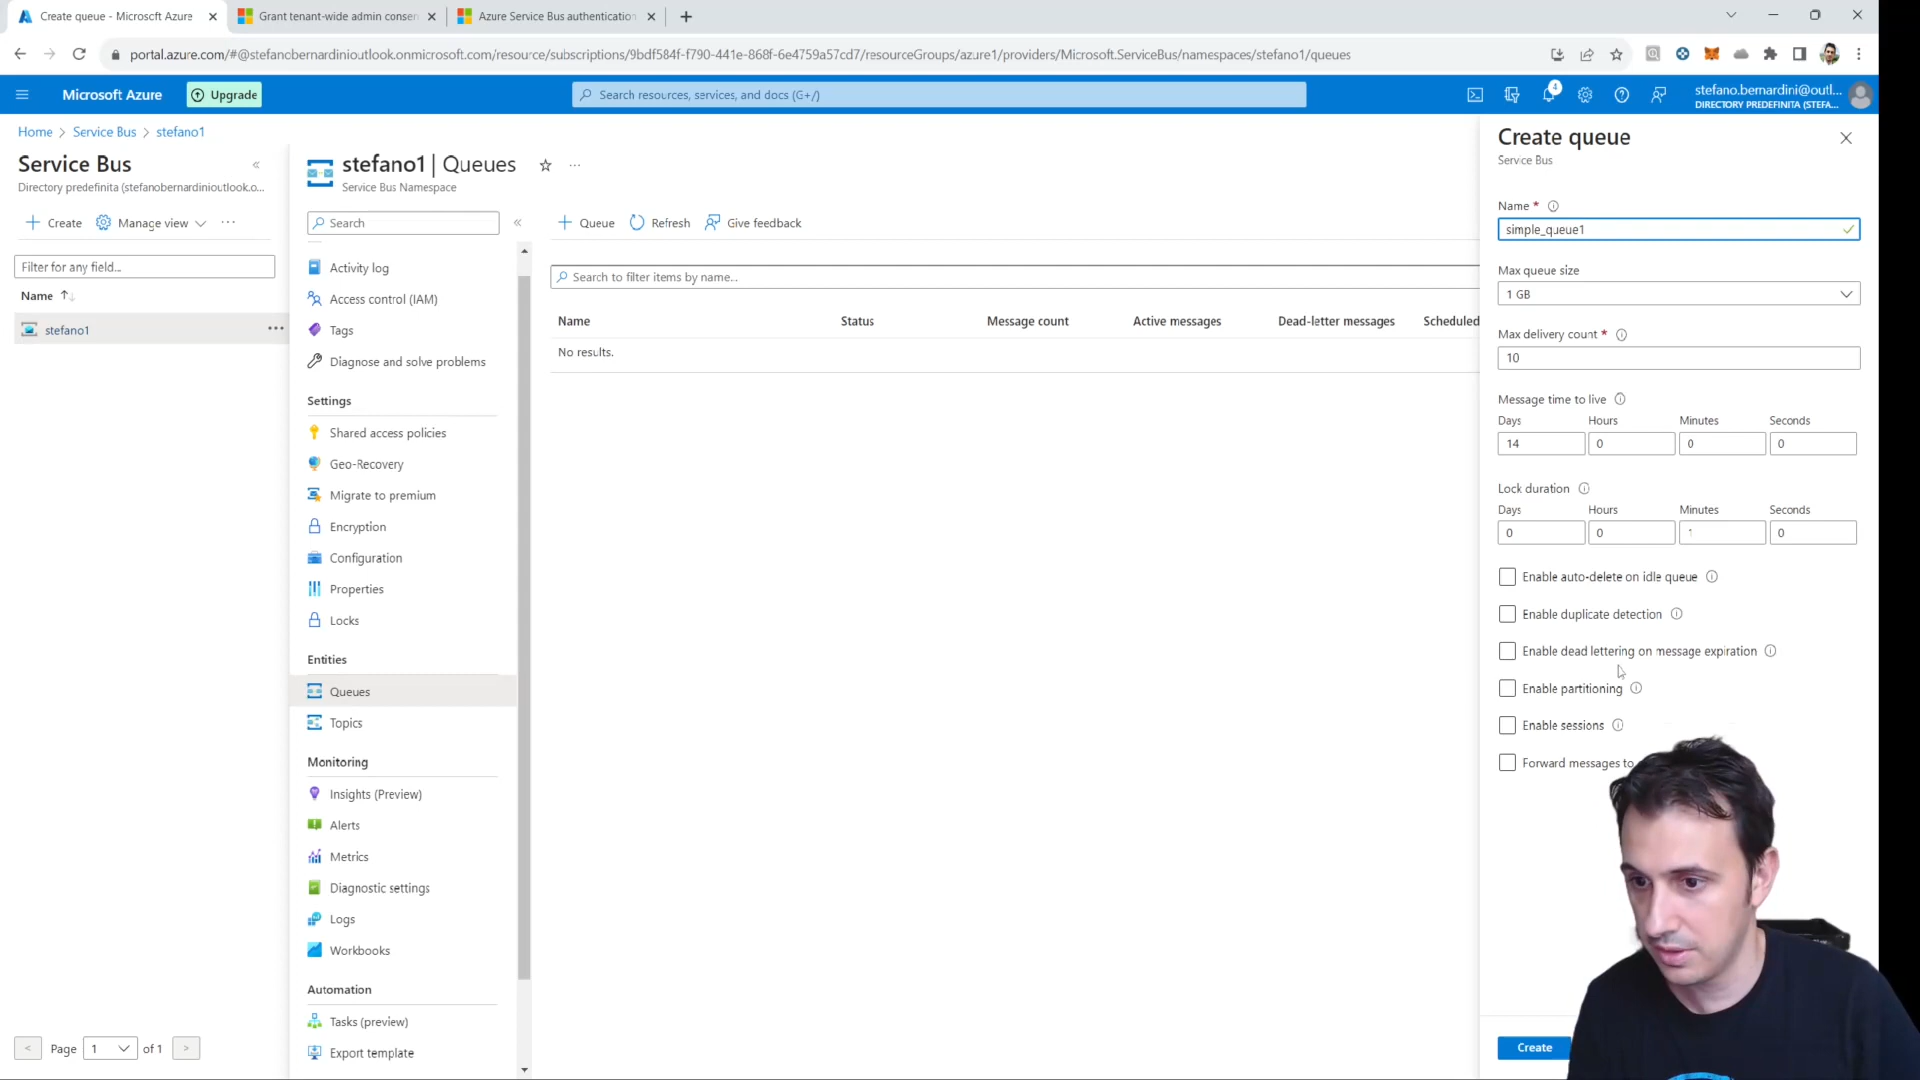 Create queue - Microsoft Azure
Grant tenant-wide admin conser
Azure Service Bus authentication
portal.azure.com/#@stefancbernardinioutlook.onmicrosoft.com/resource/subscriptions/9bdf584f-f790-441e-868f-6e4759a57cd7/resourceGroups/azure1/providers/Microsoft.ServiceBus/namespaces/stefano1/queues
Microsoft Azure
Upgrade
Search resources, services, and docs (G+/)
4
stefano.bernardini@outl...
DIRECTORY PREDEFINITA (STEFA...
Home > Service Bus > stefano1
Service Bus
Directory predefinita (stefanobernardinioutlook.o...
Create
Manage view
Filter for any field...
Name
stefano1
Page 1 of 1
stefano1 | Queues
Service Bus Namespace
Search
Activity log
Access control (IAM)
Tags
Diagnose and solve problems
Settings
Shared access policies
Geo-Recovery
Migrate to premium
Encryption
Configuration
Properties
Locks
Entities
Queues
Topics
Monitoring
Insights (Preview)
Alerts
Metrics
Diagnostic settings
Logs
Workbooks
Automation
Tasks (preview)
Export template
Queue
Refresh
Give feedback
Search to filter items by name...
Name Status Message count Active messages Dead-letter messages Scheduled
No results.
Create queue
Service Bus
Name *
simple_queue1
Max queue size
1 GB
Max delivery count *
10
Message time to live
Days Hours Minutes Seconds
14 0 0 0
Lock duration
Days Hours Minutes Seconds
0 0 1 0
Enable auto-delete on idle queue
Enable duplicate detection
Enable dead lettering on message expiration
Enable partitioning
Enable sessions
Forward messages to
Create